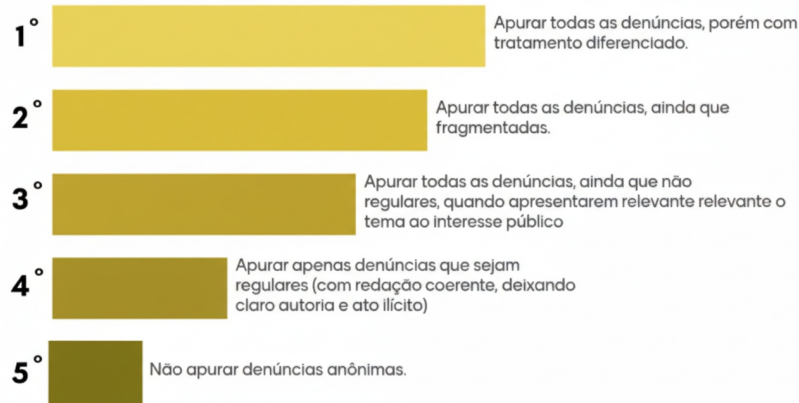 1°
Apurar todas as denúncias, porém com
tratamento diferenciado.
2°
Apurar todas as denúncias, ainda que
fragmentadas.
3°
Apurar todas as denúncias, ainda que não
regulares, quando apresentarem relevante relevante o
tema ao interesse público
4°
Apurar apenas denúncias que sejam
regulares (com redação coerente, deixando
claro autoria e ato ilícito)
5°
Não apurar denúncias anônimas.